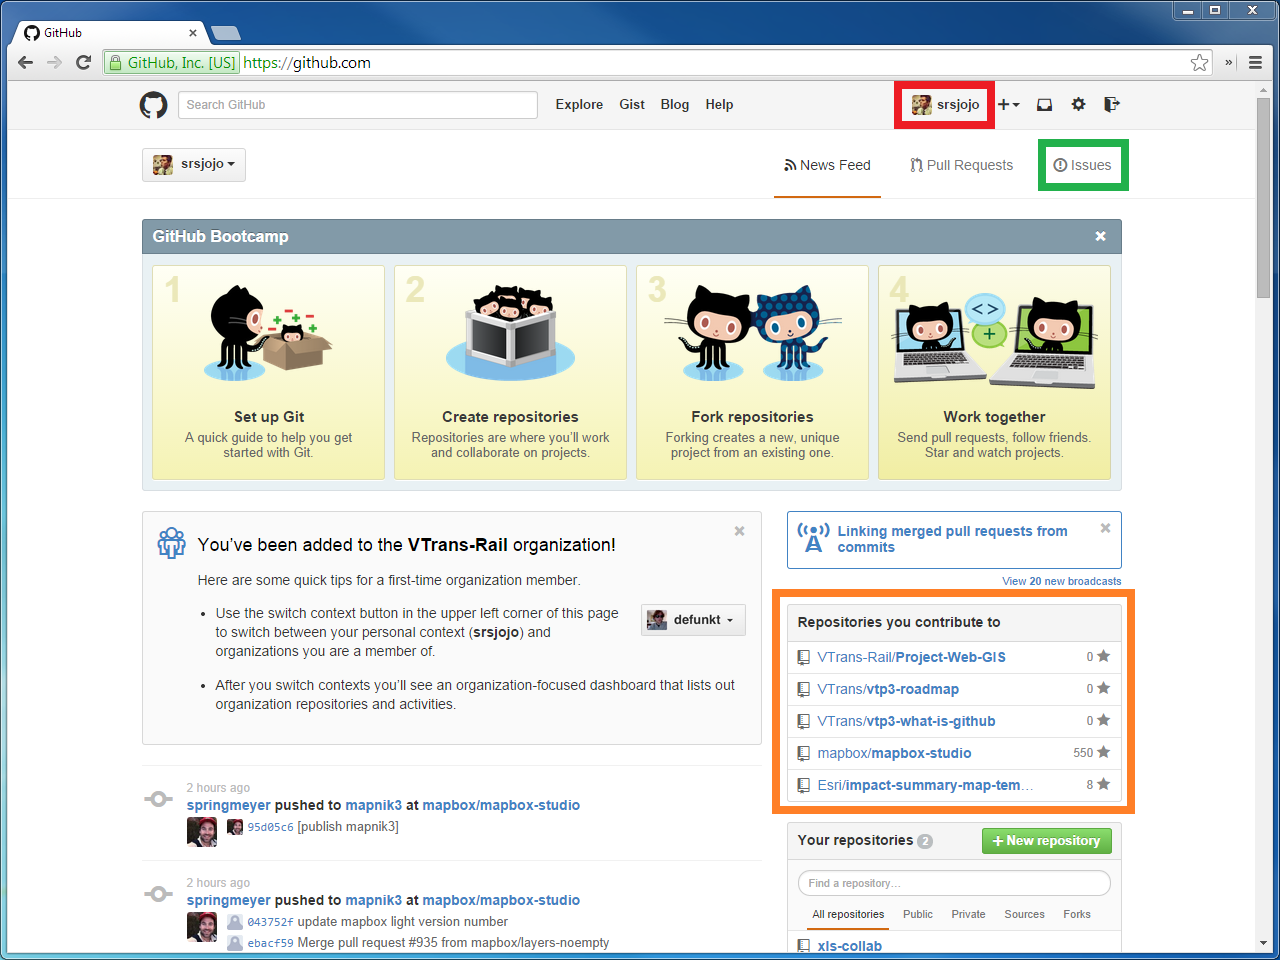 GitHub
GitHub, Inc. [US] https://github.com
Search GitHub
Explore Gist Blog Help
srsjojo
srsjojo
News Feed
Pull Requests
Issues
GitHub Bootcamp
1
Set up Git
A quick guide to help you get
started with Git.
2
Create repositories
Repositories are where you'll work
and collaborate on projects.
3
Fork repositories
Forking creates a new, unique
project from an existing one.
4
Work together
Send pull requests, follow friends.
Star and watch projects.
You've been added to the VTrans-Rail organization!
Here are some quick tips for a first-time organization member.
• Use the switch context button in the upper left corner of this page
to switch between your personal context (srsjojo) and
organizations you are a member of.
defunkt
• After you switch contexts you'll see an organization-focused dashboard that lists out
organization repositories and activities.
2 hours ago
springmeyer pushed to mapnik3 at mapbox/mapbox-studio
95d05c6 [publish mapnik3]
2 hours ago
springmeyer pushed to mapnik3 at mapbox/mapbox-studio
043752f update mapbox light version number
ebacf59 Merge pull request #935 from mapbox/layers-noempty
Linking merged pull requests from
commits
View 20 new broadcasts
Repositories you contribute to
VTrans-Rail/Project-Web-GIS 0
VTrans/vtp3-roadmap 0
VTrans/vtp3-what-is-github 0
mapbox/mapbox-studio 550
Esri/impact-summary-map-tem… 8
Your repositories 2
New repository
Find a repository…
All repositories Public Private Sources Forks
xls-collab